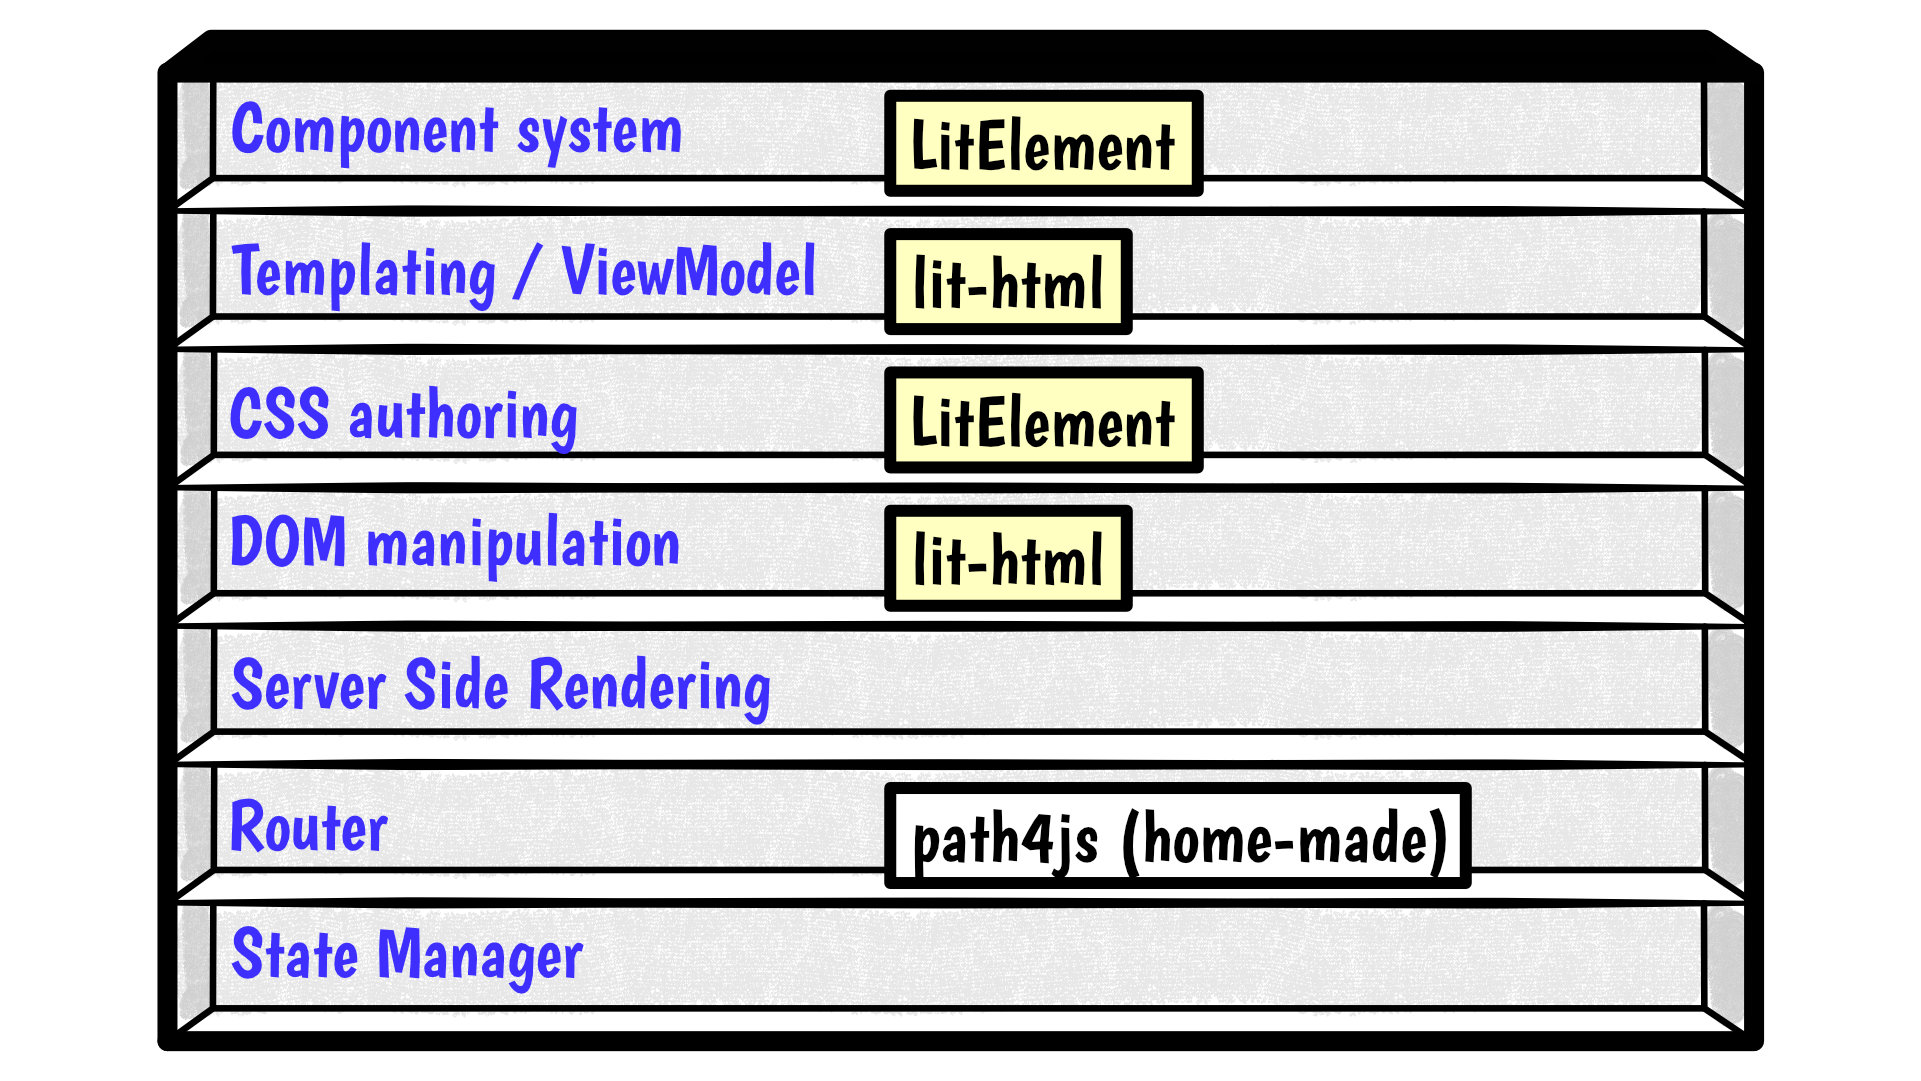 Component system
LitElement
Templating / ViewModel
lit-html
CSS authoring
LitElement
DOM manipulation
lit-html
Server Side Rendering
Router
path4js (home-made)
State Manager